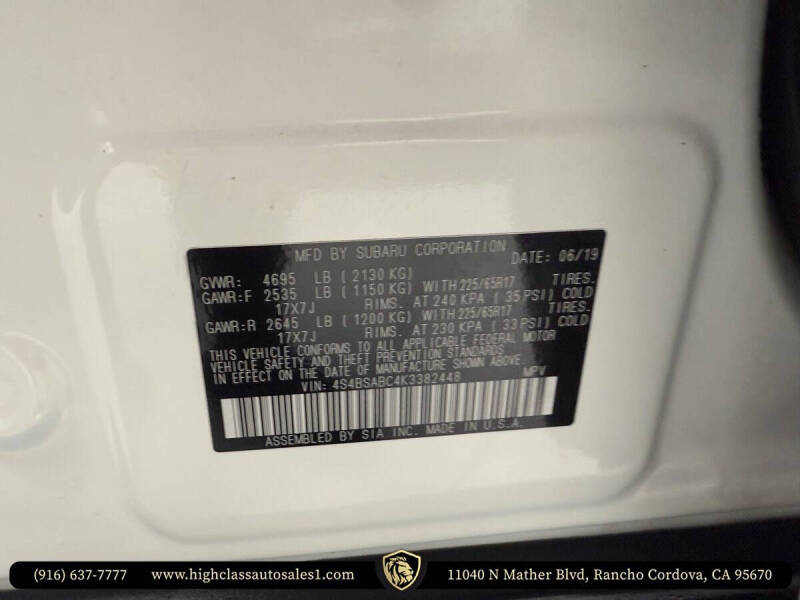 MFD BY SUBARU CORPORATION DATE: 06/19
GVWR: 4695 LB (2130 KG)
GAWR:F 2535 LB (1150 KG) WITH 225/65R17 TIRES.
17X7J RIMS. AT 240 KPA (35 PSI) COLD
GAWR:R 2645 LB (1200 KG) WITH 225/65R17 TIRES.
17X7J RIMS. AT 230 KPA (33 PSI) COLD
THIS VEHICLE CONFORMS TO ALL APPLICABLE FEDERAL MOTOR
VEHICLE SAFETY AND THEFT PREVENTION STANDARDS
IN EFFECT ON THE DATE OF MANUFACTURE SHOWN ABOVE.
VIN: 4S4BSABC4K3382448 MPV
ASSEMBLED BY SIA INC. MADE IN U.S.A.
(916) 637-7777 www.highclassautosales1.com 11040 N Mather Blvd, Rancho Cordova, CA 95670